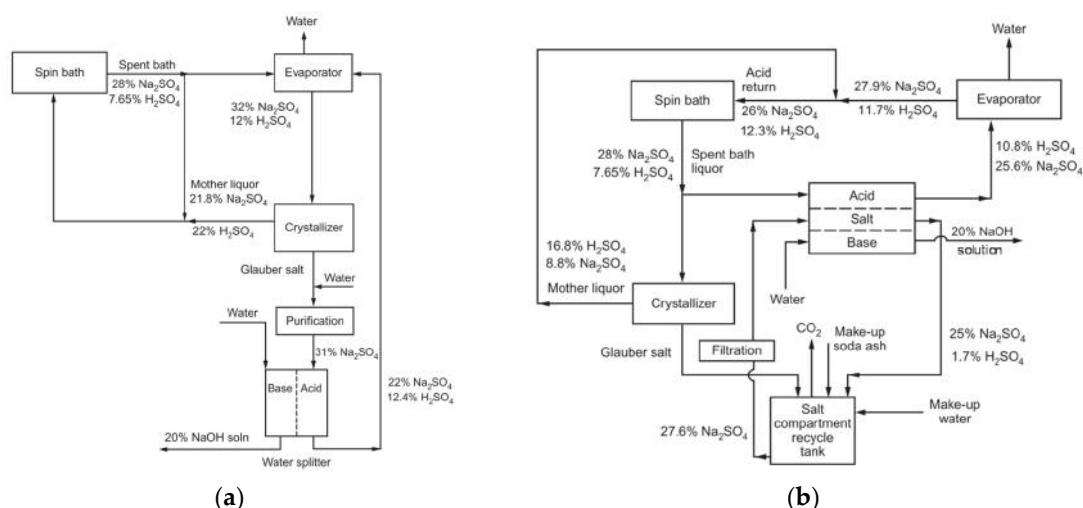 Water
Spin bath
Spent bath
28% Na₂SO₄
7.65% H₂SO₄
Evaporator
32% Na₂SO₄
12% H₂SO₄
Mother liquor
21.8% Na₂SO₄
22% H₂SO₄
Crystallizer
Glauber salt
Water
Water
Purification
31% Na₂SO₄
Base
Acid
22% Na₂SO₄
12.4% H₂SO₄
20% NaOH soln
Water splitter
(a)
Water
Acid
return
27.9% Na₂SO₄
11.7% H₂SO₄
Evaporator
Spin bath
26% Na₂SO₄
12.3% H₂SO₄
10.8% H₂SO₄
25.6% Na₂SO₄
28% Na₂SO₄
7.65% H₂SO₄
Spent bath
liquor
Acid
Salt
Base
20% NaOH
solution
16.8% H₂SO₄
8.8% Na₂SO₄
Mother liquor
Water
Crystallizer
CO₂
Make-up
soda ash
25% Na₂SO₄
1.7% H₂SO₄
Glauber salt
Filtration
27.6% Na₂SO₄
Salt
compartment
recycle
tank
Make-up
water
(b)